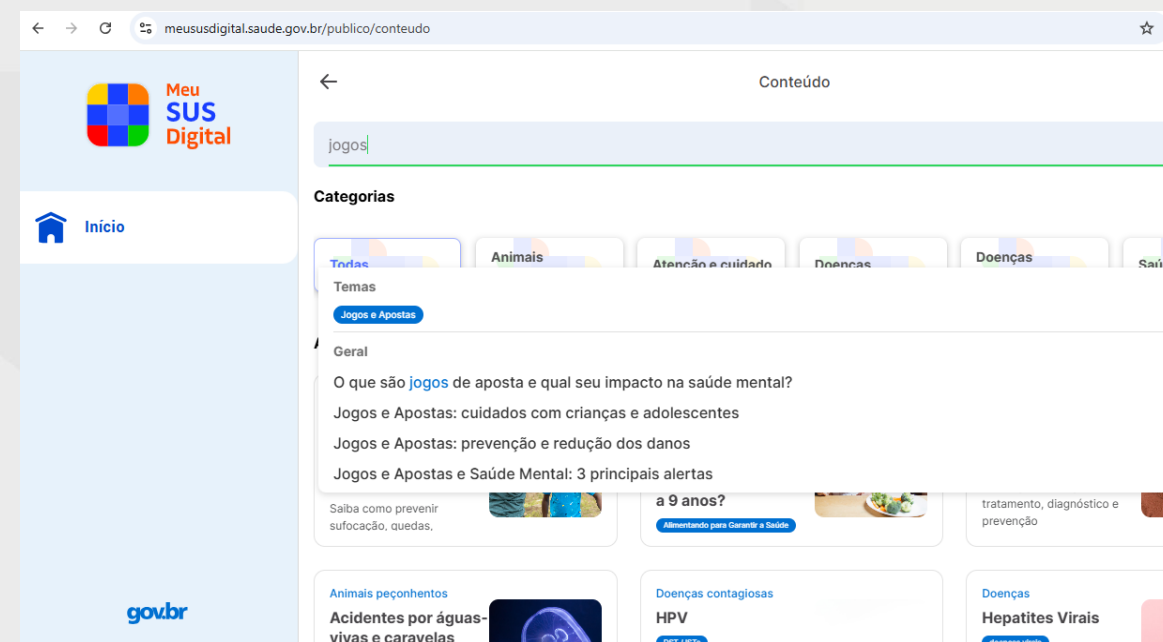 meususdigital.saude.gov.br/publico/conteudo
Meu
SUS
Digital
Início
gov.br
Conteúdo
jogos
Categorias
Todas
Animais
Atenção e cuidado
Doenças
Doenças
Temas
Jogos e Apostas
Geral
O que são jogos de aposta e qual seu impacto na saúde mental?
Jogos e Apostas: cuidados com crianças e adolescentes
Jogos e Apostas: prevenção e redução dos danos
Jogos e Apostas e Saúde Mental: 3 principais alertas
Saiba como prevenir
sufocação, quedas,
a 9 anos?
Alimentando para Garantir a Saúde
tratamento, diagnóstico e
prevenção
Animais peçonhentos
Acidentes por águas-
vivas e caravelas
Doenças contagiosas
HPV
Doenças
Hepatites Virais